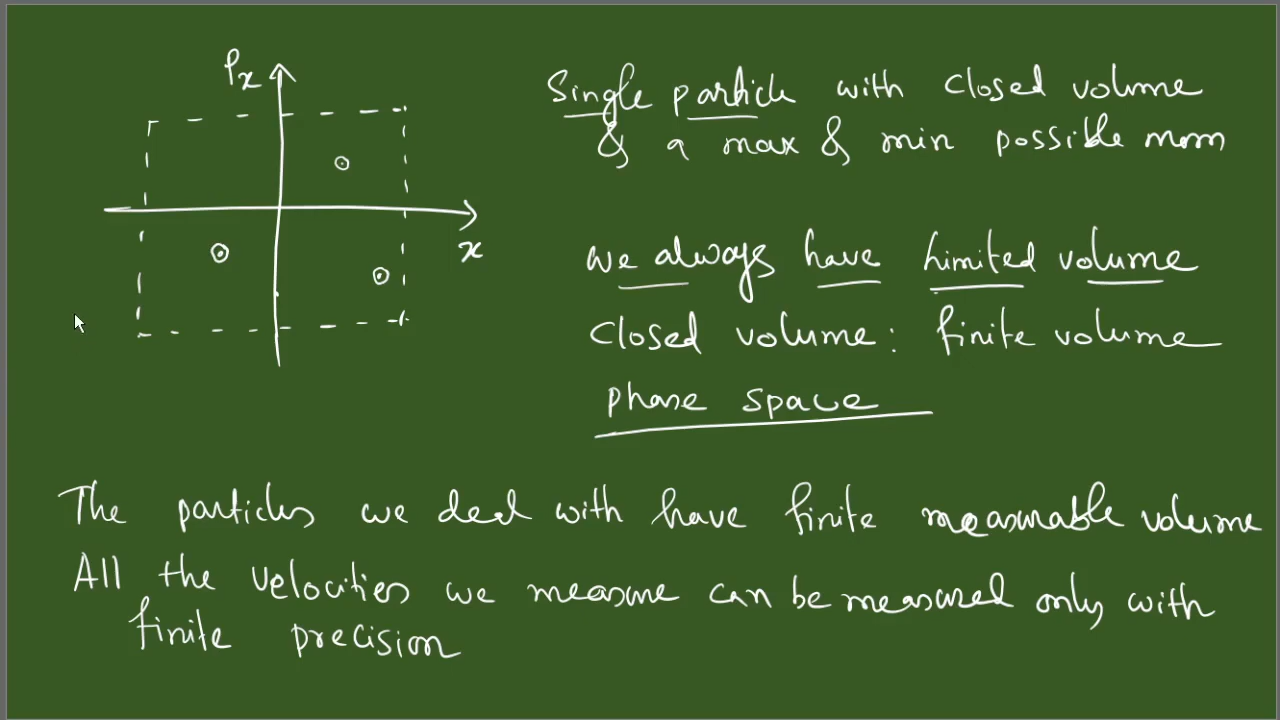 Px
x
Single particle with closed volume
& a max & min possible mom
we always have limited volume
closed volume: finite volume
phase space
The particles we deal with have finite measurable volume
All the velocities we measure can be measured only with
finite precision